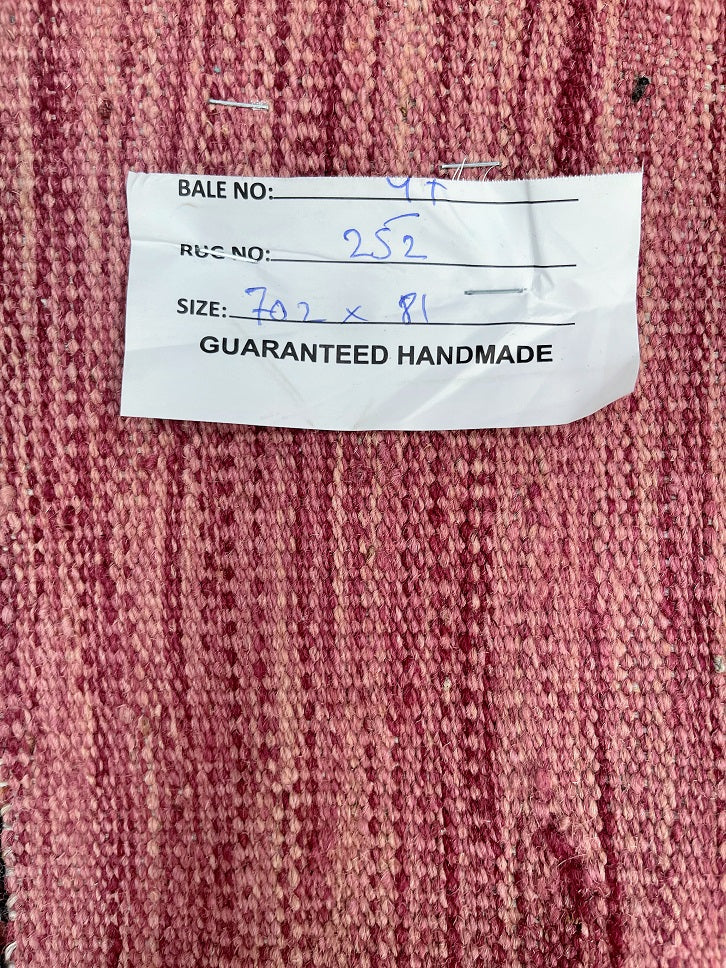 BALE NO:
RUG NO: 252
SIZE: 702 x 81
GUARANTEED HANDMADE